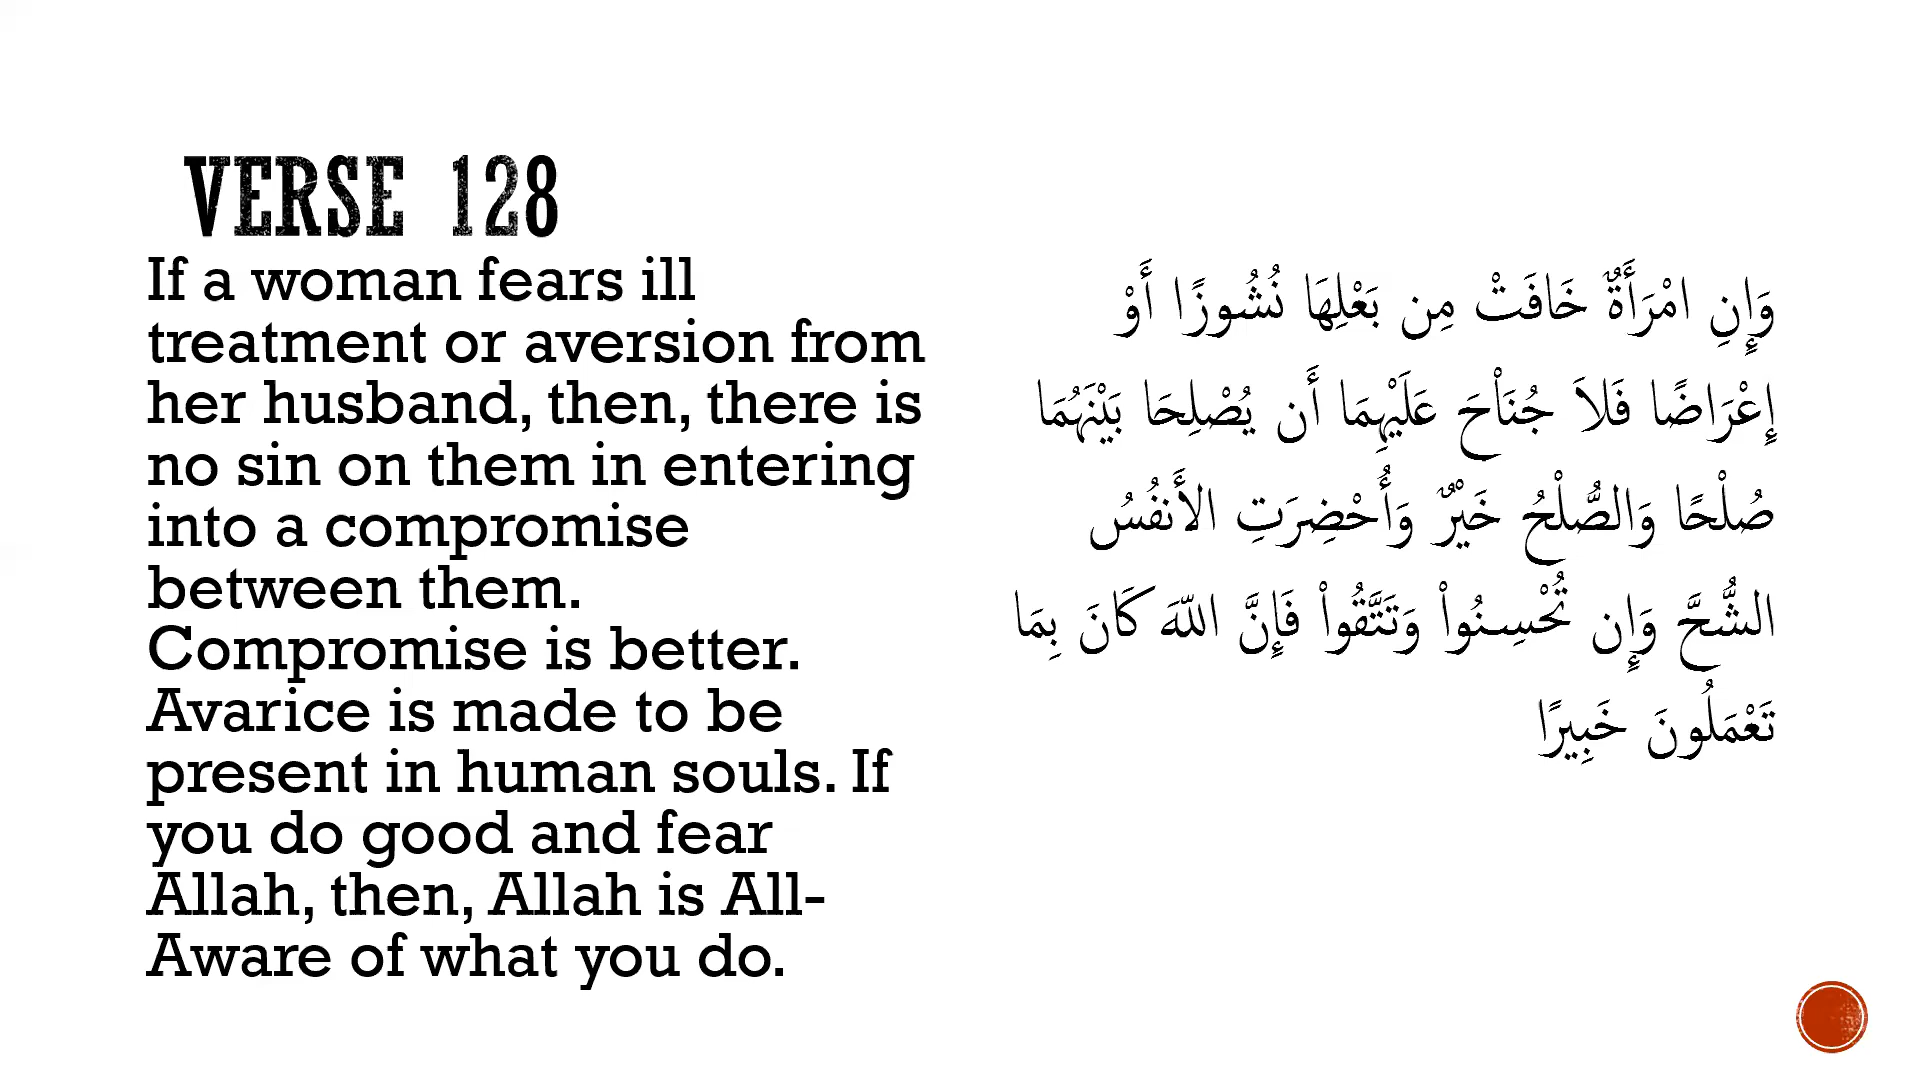 VERSE 128
If a woman fears ill
treatment or aversion from
her husband, then, there is
no sin on them in entering
into a compromise
between them.
Compromise is better.
Avarice is made to be
present in human souls. If
you do good and fear
Allah, then, Allah is All-
Aware of what you do.
وَإِنِ امْرَأَةٌ خَافَتْ مِن بَعْلِهَا نُشُوزًا أَوْ
إِعْرَاضًا فَلاَ جُنَاْحَ عَلَيْهِمَا أَن يُصْلِحَا بَيْنَهُمَا
صُلْحًا وَالصُّلْحُ خَيْرٌ وَأُحْضِرَتِ الأَنفُسُ
الشُّحَّ وَإِن تُحْسِنُواْ وَتَتَّقُواْ فَإِنَّ اللّهَ كَانَ بِمَا
تَعْمَلُونَ خَبِيرًا